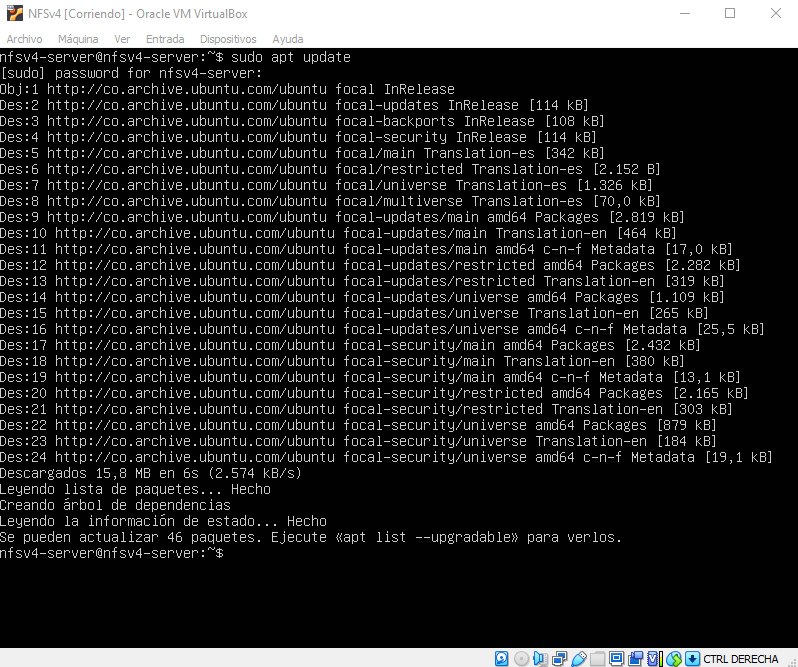 NFSv4 [Corriendo] - Oracle VM VirtualBox
Archivo Máquina Ver Entrada Dispositivos Ayuda
nfsv4-server@nfsv4-server:~$ sudo apt update
[sudo] password for nfsv4-server:
Obj:1 http://co.archive.ubuntu.com/ubuntu focal InRelease
Des:2 http://co.archive.ubuntu.com/ubuntu focal-updates InRelease [114 kB]
Des:3 http://co.archive.ubuntu.com/ubuntu focal-backports InRelease [108 kB]
Des:4 http://co.archive.ubuntu.com/ubuntu focal-security InRelease [114 kB]
Des:5 http://co.archive.ubuntu.com/ubuntu focal/main Translation-es [342 kB]
Des:6 http://co.archive.ubuntu.com/ubuntu focal/restricted Translation-es [2.152 B]
Des:7 http://co.archive.ubuntu.com/ubuntu focal/universe Translation-es [1.326 kB]
Des:8 http://co.archive.ubuntu.com/ubuntu focal/multiverse Translation-es [70,0 kB]
Des:9 http://co.archive.ubuntu.com/ubuntu focal-updates/main amd64 Packages [2.819 kB]
Des:10 http://co.archive.ubuntu.com/ubuntu focal-updates/main Translation-en [464 kB]
Des:11 http://co.archive.ubuntu.com/ubuntu focal-updates/main amd64 c-n-f Metadata [17,0 kB]
Des:12 http://co.archive.ubuntu.com/ubuntu focal-updates/restricted amd64 Packages [2.282 kB]
Des:13 http://co.archive.ubuntu.com/ubuntu focal-updates/restricted Translation-en [319 kB]
Des:14 http://co.archive.ubuntu.com/ubuntu focal-updates/universe amd64 Packages [1.109 kB]
Des:15 http://co.archive.ubuntu.com/ubuntu focal-updates/universe Translation-en [265 kB]
Des:16 http://co.archive.ubuntu.com/ubuntu focal-updates/universe amd64 c-n-f Metadata [25,5 kB]
Des:17 http://co.archive.ubuntu.com/ubuntu focal-security/main amd64 Packages [2.432 kB]
Des:18 http://co.archive.ubuntu.com/ubuntu focal-security/main Translation-en [380 kB]
Des:19 http://co.archive.ubuntu.com/ubuntu focal-security/main amd64 c-n-f Metadata [13,1 kB]
Des:20 http://co.archive.ubuntu.com/ubuntu focal-security/restricted amd64 Packages [2.165 kB]
Des:21 http://co.archive.ubuntu.com/ubuntu focal-security/restricted Translation-en [303 kB]
Des:22 http://co.archive.ubuntu.com/ubuntu focal-security/universe amd64 Packages [879 kB]
Des:23 http://co.archive.ubuntu.com/ubuntu focal-security/universe Translation-en [184 kB]
Des:24 http://co.archive.ubuntu.com/ubuntu focal-security/universe amd64 c-n-f Metadata [19,1 kB]
Descargados 15,8 MB en 6s (2.574 kB/s)
Leyendo lista de paquetes... Hecho
Creando árbol de dependencias
Leyendo la información de estado... Hecho
Se pueden actualizar 46 paquetes. Ejecute «apt list --upgradable» para verlos.
nfsv4-server@nfsv4-server:~$
CTRL DERECHA